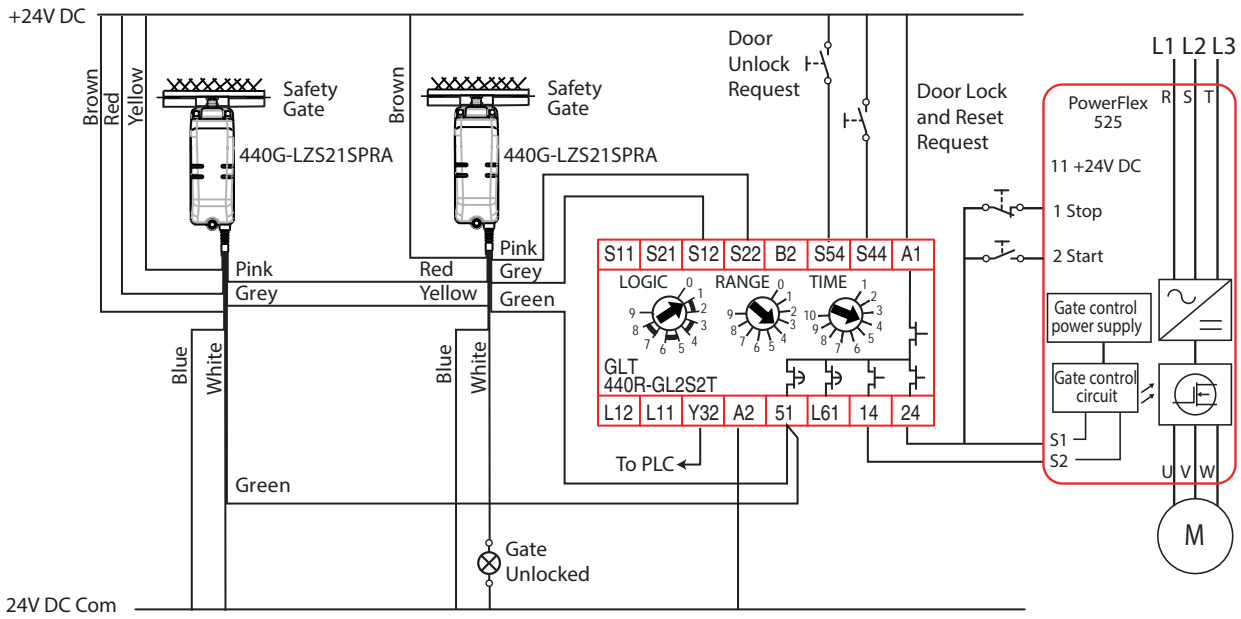 +24V DC
Brown
Red
Yellow
Safety
Gate
440G-LZS21SPRA
Brown
Safety
Gate
440G-LZS21SPRA
Door
Unlock
Request
Door Lock
and Reset
Request
L1 L2 L3
R S T
PowerFlex
525
11 +24V DC
1 Stop
2 Start
Gate control
power supply
Gate control
circuit
S1
S2
U V W
M
Pink
Grey
Red
Yellow
Pink
Grey
Green
S11 S21 S12 S22 B2 S54 S44 A1
LOGIC
0 1 2 3 4 5 6 7 8 9
RANGE
0 1 2 3 4 5 6 7 8 9
TIME
1 2 3 4 5 6 7 8 9 10
GLT
440R-GL2S2T
L12 L11 Y32 A2 51 L61 14 24
To PLC
Blue
White
Blue
White
Green
Gate
Unlocked
24V DC Com